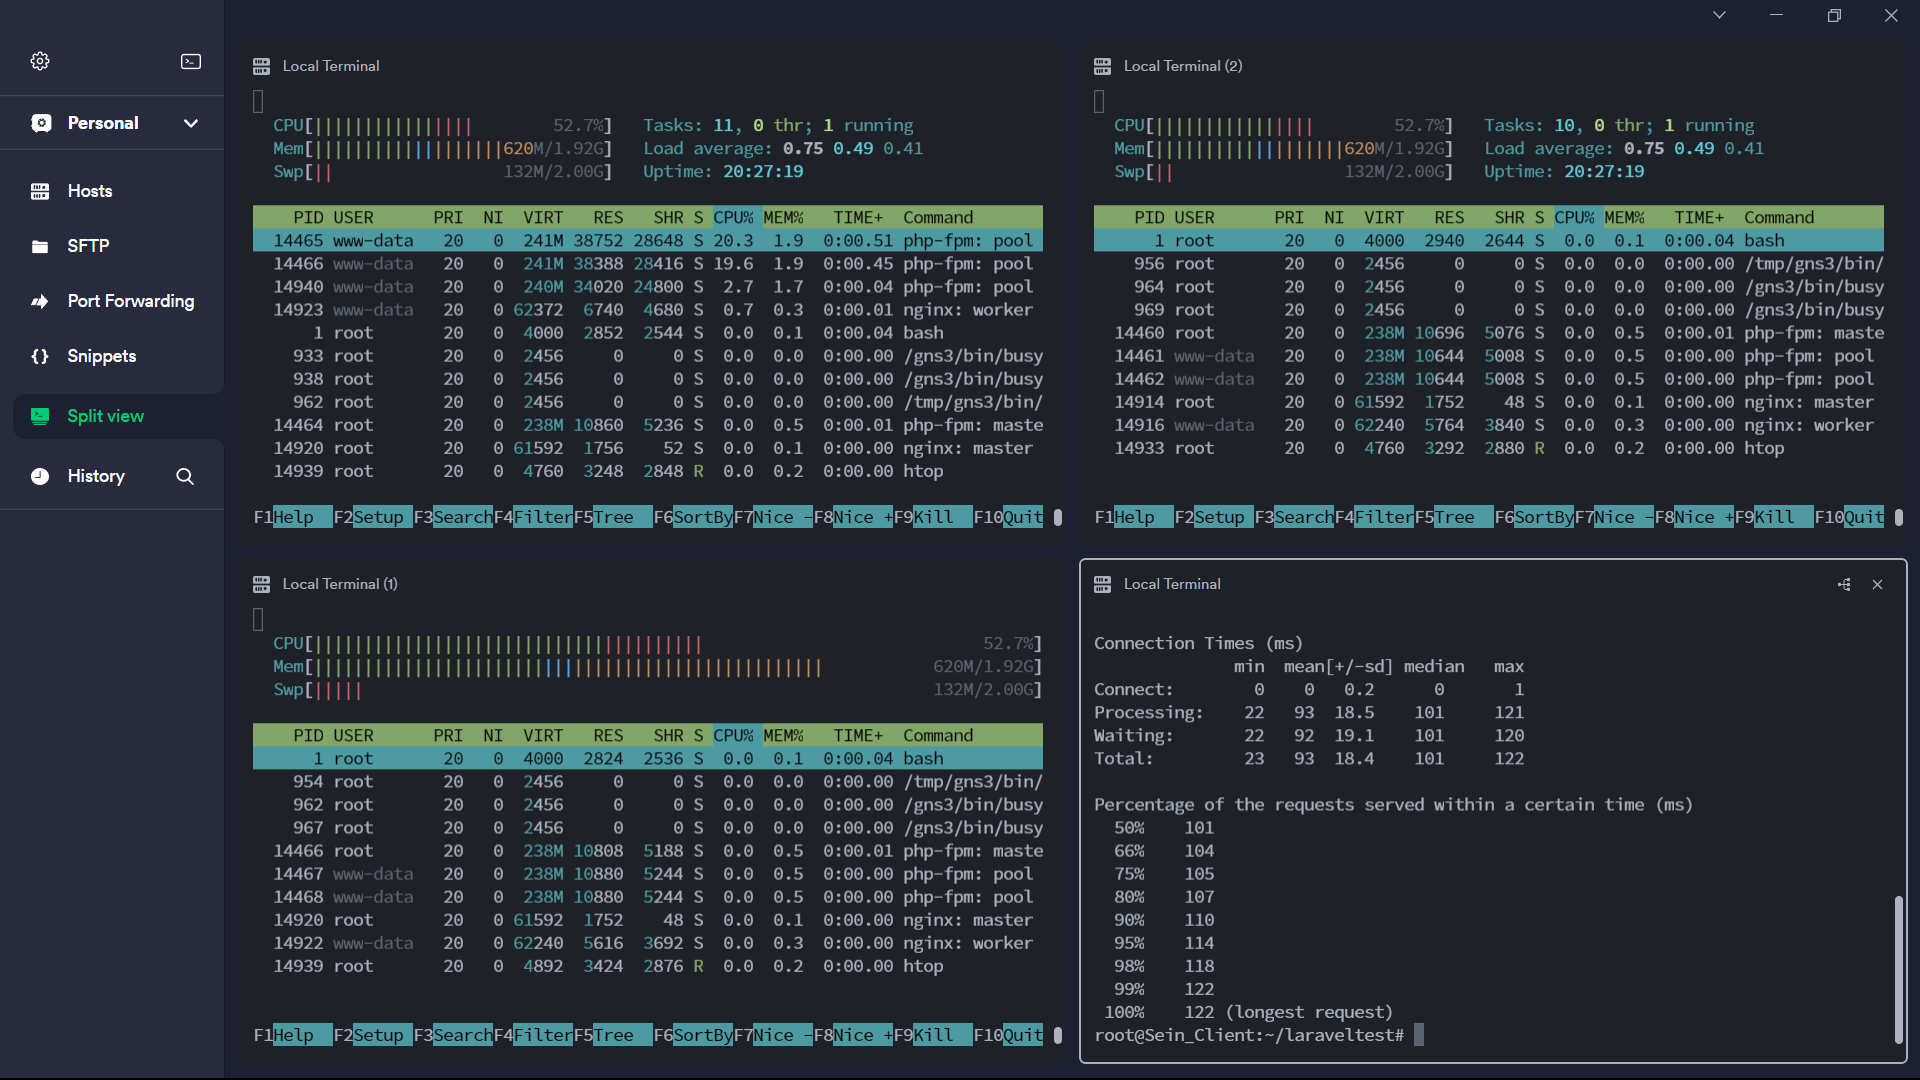 Personal
Hosts
SFTP
Port Forwarding
Snippets
Split view
History
Local Terminal
CPU[||||||||||||||||              52.7%]   Tasks: 11, 0 thr; 1 running
Mem[|||||||||||||||||||620M/1.92G]   Load average: 0.75 0.49 0.41
Swp[||                 132M/2.00G]   Uptime: 20:27:19
PID USER      PRI  NI  VIRT   RES   SHR S CPU% MEM%   TIME+  Command
14465 www-data   20   0  241M 38752 28648 S 20.3  1.9  0:00.51 php-fpm: pool
14466 www-data   20   0  241M 38388 28416 S 19.6  1.9  0:00.45 php-fpm: pool
14940 www-data   20   0  240M 34020 24800 S  2.7  1.7  0:00.04 php-fpm: pool
14923 www-data   20   0 62372  6740  4680 S  0.7  0.3  0:00.01 nginx: worker
1 root       20   0  4000  2852  2544 S  0.0  0.1  0:00.04 bash
933 root       20   0  2456     0     0 S  0.0  0.0  0:00.00 /gns3/bin/busy
938 root       20   0  2456     0     0 S  0.0  0.0  0:00.00 /gns3/bin/busy
962 root       20   0  2456     0     0 S  0.0  0.0  0:00.00 /tmp/gns3/bin/
14464 root       20   0  238M 10860  5236 S  0.0  0.5  0:00.01 php-fpm: maste
14920 root       20   0 61592  1756    52 S  0.0  0.1  0:00.00 nginx: master
14939 root       20   0  4760  3248  2848 R  0.0  0.2  0:00.00 htop
F1Help  F2Setup F3SearchF4FilterF5Tree  F6SortByF7Nice -F8Nice +F9Kill  F10Quit
Local Terminal (2)
CPU[||||||||||||||||              52.7%]   Tasks: 10, 0 thr; 1 running
Mem[|||||||||||||||||||620M/1.92G]   Load average: 0.75 0.49 0.41
Swp[||                 132M/2.00G]   Uptime: 20:27:19
PID USER      PRI  NI  VIRT   RES   SHR S CPU% MEM%   TIME+  Command
1 root       20   0  4000  2940  2644 S  0.0  0.1  0:00.04 bash
956 root       20   0  2456     0     0 S  0.0  0.0  0:00.00 /tmp/gns3/bin/
964 root       20   0  2456     0     0 S  0.0  0.0  0:00.00 /gns3/bin/busy
969 root       20   0  2456     0     0 S  0.0  0.0  0:00.00 /gns3/bin/busy
14460 root       20   0  238M 10696  5076 S  0.0  0.5  0:00.01 php-fpm: maste
14461 www-data   20   0  238M 10644  5008 S  0.0  0.5  0:00.00 php-fpm: pool
14462 www-data   20   0  238M 10644  5008 S  0.0  0.5  0:00.00 php-fpm: pool
14914 root       20   0 61592  1752    48 S  0.0  0.1  0:00.00 nginx: master
14916 www-data   20   0 62240  5764  3840 S  0.0  0.3  0:00.00 nginx: worker
14933 root       20   0  4760  3292  2880 R  0.0  0.2  0:00.00 htop
F1Help  F2Setup F3SearchF4FilterF5Tree  F6SortByF7Nice -F8Nice +F9Kill  F10Quit
Local Terminal (1)
CPU[|||||||||||||||||||||||||||||||||||||||                 52.7%]
Mem[|||||||||||||||||||||||||||||||||||||||||||||||||||      620M/1.92G]
Swp[|||||                                              132M/2.00G]
PID USER      PRI  NI  VIRT   RES   SHR S CPU% MEM%   TIME+  Command
1 root       20   0  4000  2824  2536 S  0.0  0.1  0:00.04 bash
954 root       20   0  2456     0     0 S  0.0  0.0  0:00.00 /tmp/gns3/bin/
962 root       20   0  2456     0     0 S  0.0  0.0  0:00.00 /gns3/bin/busy
967 root       20   0  2456     0     0 S  0.0  0.0  0:00.00 /gns3/bin/busy
14466 root       20   0  238M 10808  5188 S  0.0  0.5  0:00.01 php-fpm: maste
14467 www-data   20   0  238M 10880  5244 S  0.0  0.5  0:00.00 php-fpm: pool
14468 www-data   20   0  238M 10880  5244 S  0.0  0.5  0:00.00 php-fpm: pool
14920 root       20   0 61592  1752    48 S  0.0  0.1  0:00.00 nginx: master
14922 www-data   20   0 62240  5616  3692 S  0.0  0.3  0:00.00 nginx: worker
14939 root       20   0  4892  3424  2876 R  0.0  0.2  0:00.00 htop
F1Help  F2Setup F3SearchF4FilterF5Tree  F6SortByF7Nice -F8Nice +F9Kill  F10Quit
Local Terminal
Connection Times (ms)
min  mean[+/-sd] median   max
Connect:        0    0   0.2      0       1
Processing:    22   93  18.5    101     121
Waiting:       22   92  19.1    101     120
Total:         23   93  18.4    101     122
Percentage of the requests served within a certain time (ms)
50%    101
66%    104
75%    105
80%    107
90%    110
95%    114
98%    118
99%    122
100%    122 (longest request)
root@Sein_Client:~/laraveltest#